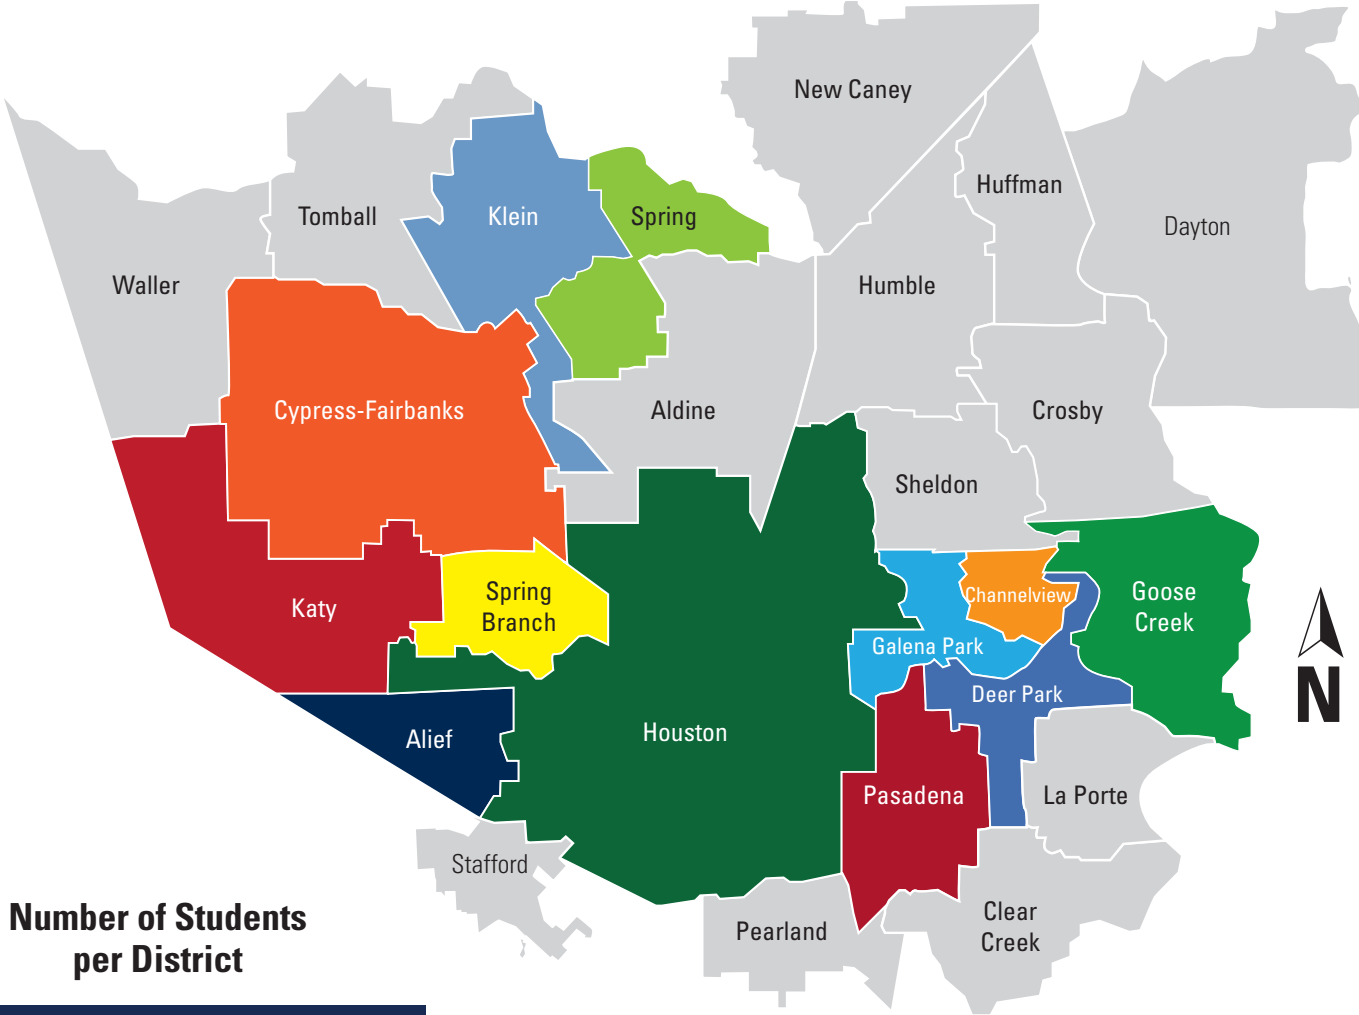 New Caney
Huffman
Tomball
Klein
Spring
Dayton
Waller
Humble
Cypress-Fairbanks
Aldine
Crosby
Sheldon
Spring
Branch
Katy
Channelview
Goose
Creek
Galena Park
Deer Park
Houston
Alief
Pasadena
La Porte
N
Stafford
Clear
Creek
Pearland
Number of Students
per District